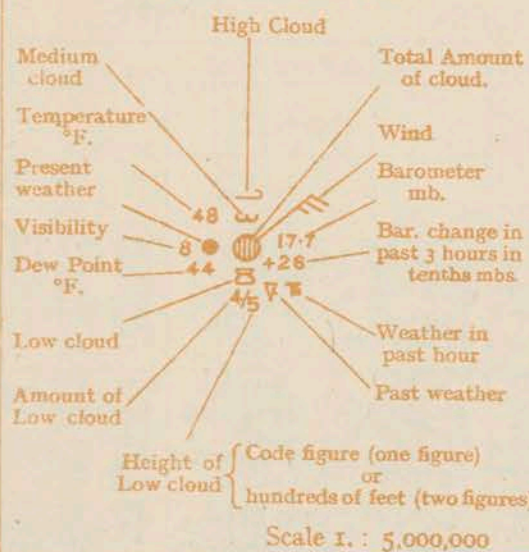 High Cloud
Medium
cloud
Total Amount
of cloud.
Temperature
°F.
Wind
Present
weather
Barometer
mb.
48
Visibility
8
17.7
Bar. change in
past 3 hours in
tenths mbs.
Dew Point
°F.
44
+26
4/5
Low cloud
Weather in
past hour
Amount of
Low cloud
Past weather
Height of
Low cloud
Code figure (one figure)
or
hundreds of feet (two figures
Scale 1. : 5,000,000